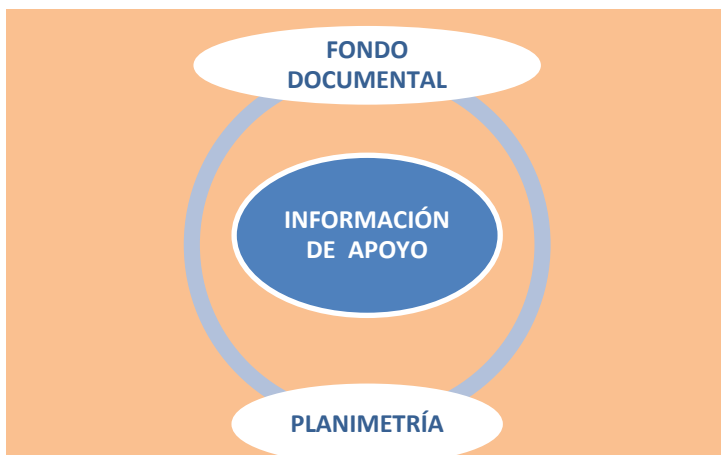 FONDO
DOCUMENTAL
INFORMACIÓN
DE APOYO
PLANIMETRÍA